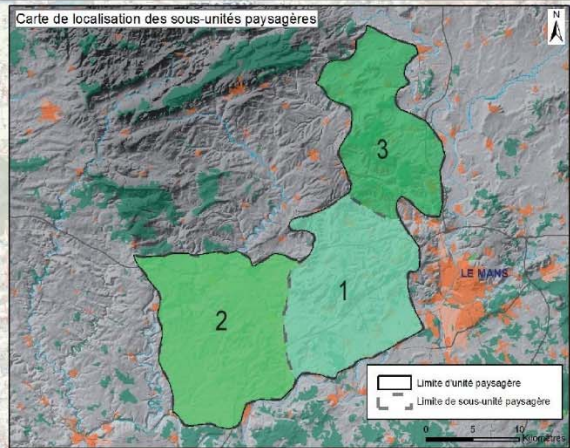 Carte de localisation des sous-unités paysagères
N
3
LE MANS
1
2
Limite d'unité paysagère
Limite de sous-unité paysagère
0 5 10
Kilomètres